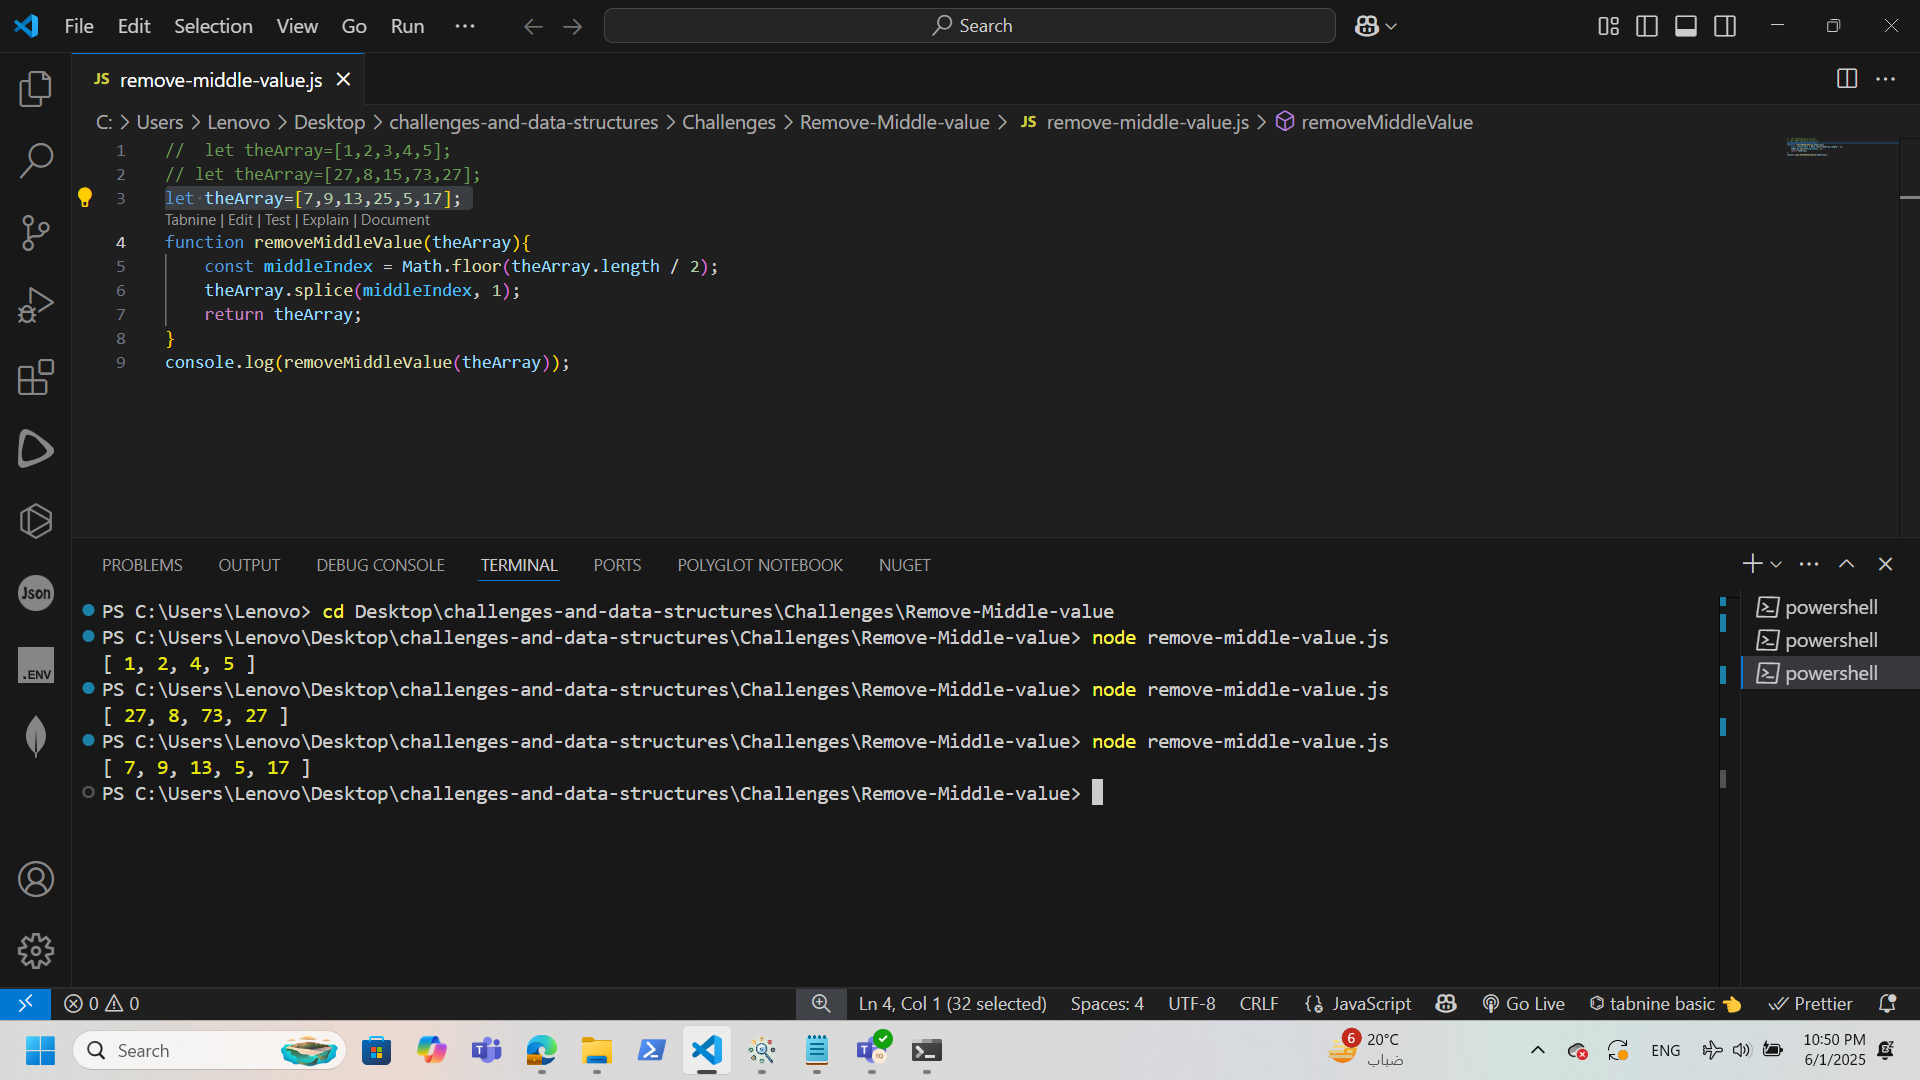 File Edit Selection View Go Run ··· Search
JS remove-middle-value.js
C: > Users > Lenovo > Desktop > challenges-and-data-structures > Challenges > Remove-Middle-value > JS remove-middle-value.js > removeMiddleValue
1 //  let theArray=[1,2,3,4,5];
2 // let theArray=[27,8,15,73,27];
3 let theArray=[7,9,13,25,5,17];
Tabnine | Edit | Test | Explain | Document
4 function removeMiddleValue(theArray){
5     const middleIndex = Math.floor(theArray.length / 2);
6     theArray.splice(middleIndex, 1);
7     return theArray;
8 }
9 console.log(removeMiddleValue(theArray));
PROBLEMS OUTPUT DEBUG CONSOLE TERMINAL PORTS POLYGLOT NOTEBOOK NUGET
PS C:\Users\Lenovo> cd Desktop\challenges-and-data-structures\Challenges\Remove-Middle-value
PS C:\Users\Lenovo\Desktop\challenges-and-data-structures\Challenges\Remove-Middle-value> node remove-middle-value.js
[ 1, 2, 4, 5 ]
PS C:\Users\Lenovo\Desktop\challenges-and-data-structures\Challenges\Remove-Middle-value> node remove-middle-value.js
[ 27, 8, 73, 27 ]
PS C:\Users\Lenovo\Desktop\challenges-and-data-structures\Challenges\Remove-Middle-value> node remove-middle-value.js
[ 7, 9, 13, 5, 17 ]
PS C:\Users\Lenovo\Desktop\challenges-and-data-structures\Challenges\Remove-Middle-value>
powershell
powershell
powershell
Json
.ENV
0 0 Ln 4, Col 1 (32 selected) Spaces: 4 UTF-8 CRLF {} JavaScript Go Live tabnine basic 👈 Prettier
Search
6 20°C
ضباب
ENG
10:50 PM
6/1/2025